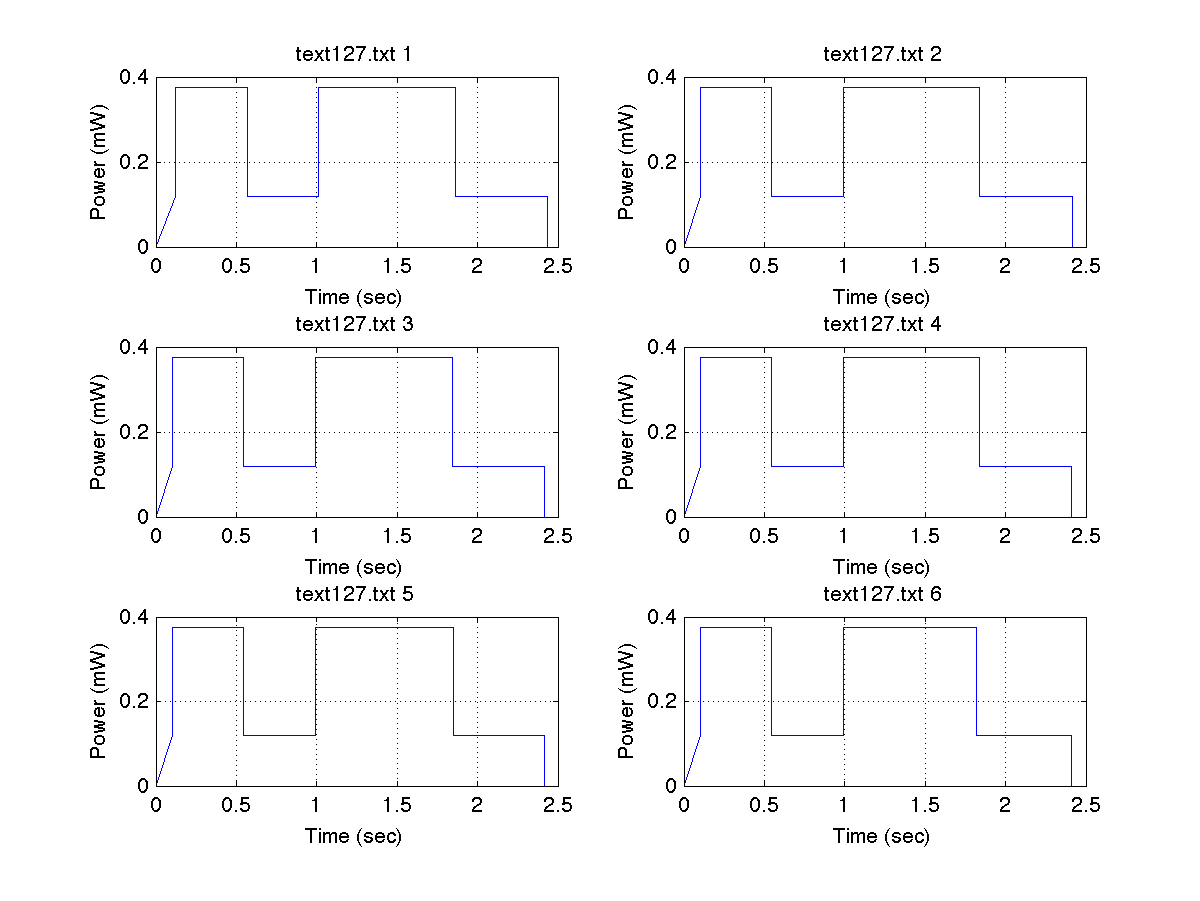 text127.txt 1
0.4
0.2
0
Power (mW)
0 0.5 1 1.5 2 2.5
Time (sec)
text127.txt 2
0.4
0.2
0
Power (mW)
0 0.5 1 1.5 2 2.5
Time (sec)
text127.txt 3
0.4
0.2
0
Power (mW)
0 0.5 1 1.5 2 2.5
Time (sec)
text127.txt 4
0.4
0.2
0
Power (mW)
0 0.5 1 1.5 2 2.5
Time (sec)
text127.txt 5
0.4
0.2
0
Power (mW)
0 0.5 1 1.5 2 2.5
Time (sec)
text127.txt 6
0.4
0.2
0
Power (mW)
0 0.5 1 1.5 2 2.5
Time (sec)